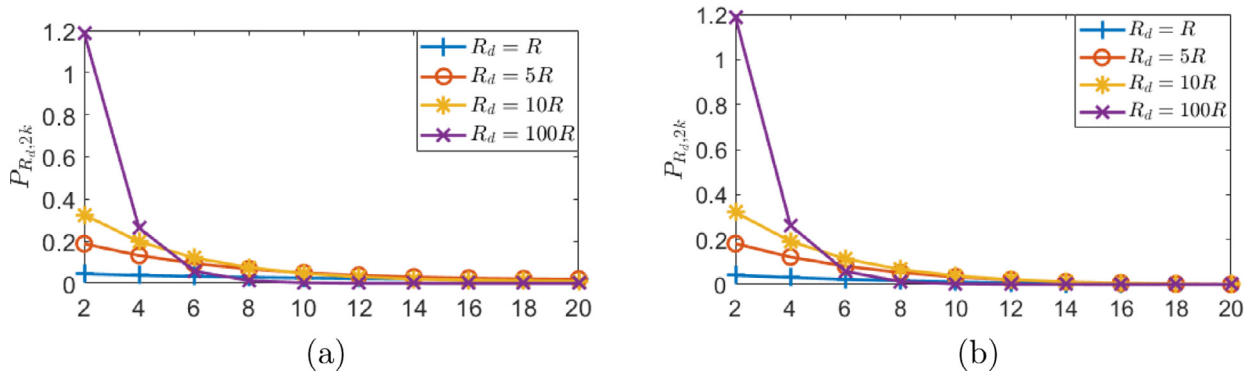 1.2
1
0.8
0.6
0.4
0.2
0
P_{R_d,2k}
2 4 6 8 10 12 14 16 18 20
R_d = R
R_d = 5R
R_d = 10R
R_d = 100R
(a)
1.2
1
0.8
0.6
0.4
0.2
0
P_{R_d,2k}
2 4 6 8 10 12 14 16 18 20
R_d = R
R_d = 5R
R_d = 10R
R_d = 100R
(b)